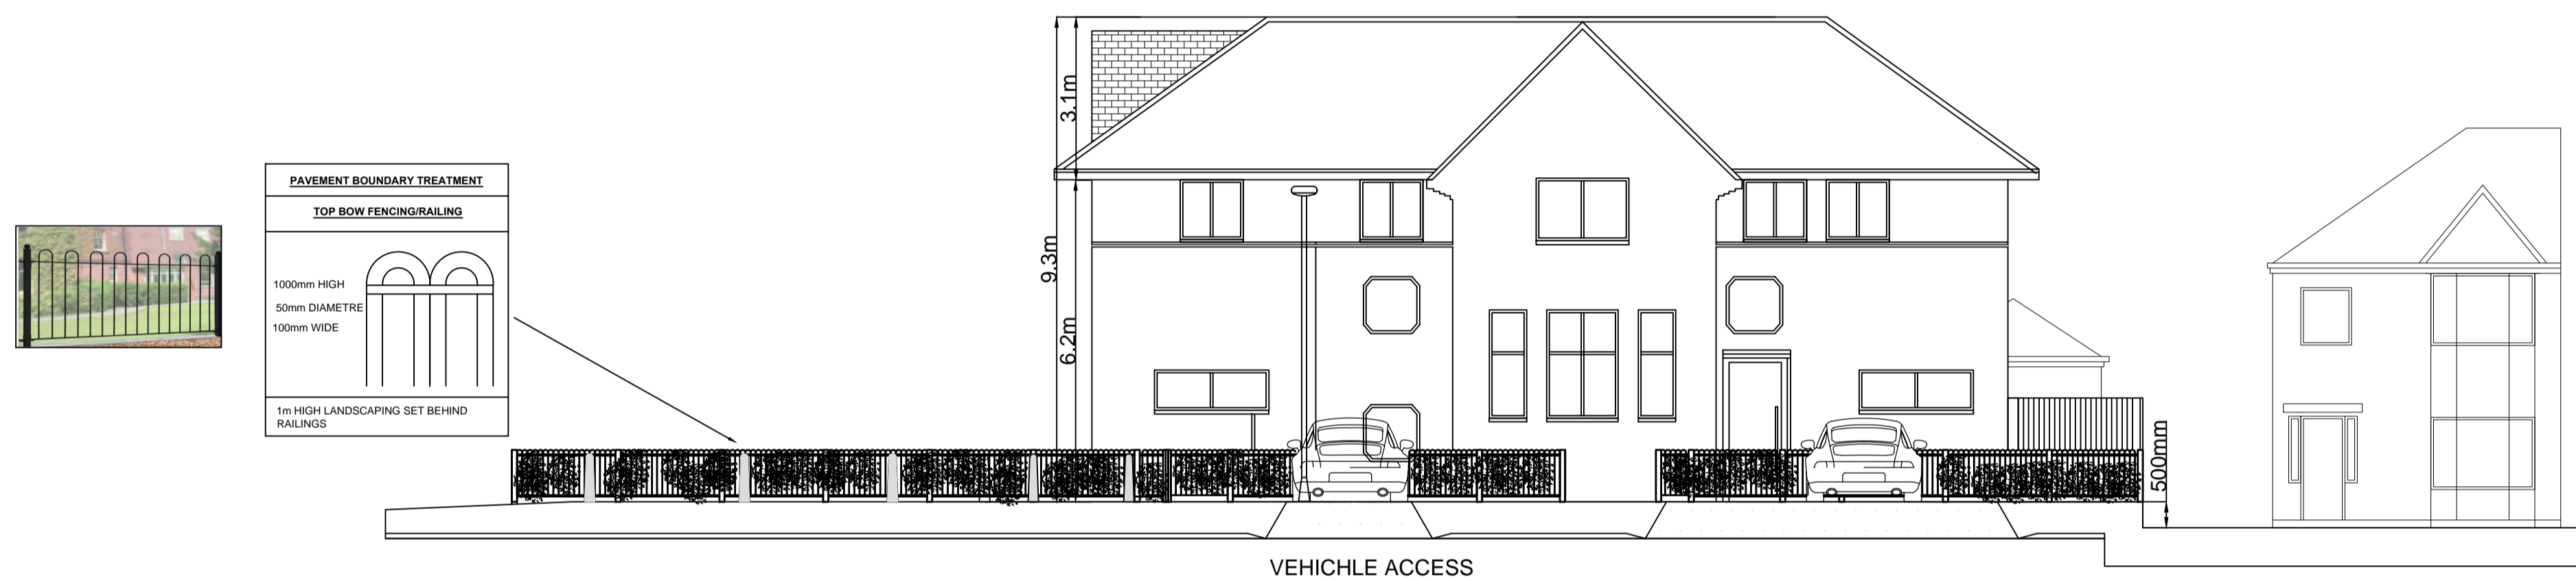 PAVEMENT BOUNDARY TREATMENT
TOP BOW FENCING/RAILING
1000mm HIGH
50mm DIAMETRE
100mm WIDE
1m HIGH LANDSCAPING SET BEHIND
RAILINGS
3.1m
9.3m
6.2m
500mm
VEHICHLE ACCESS